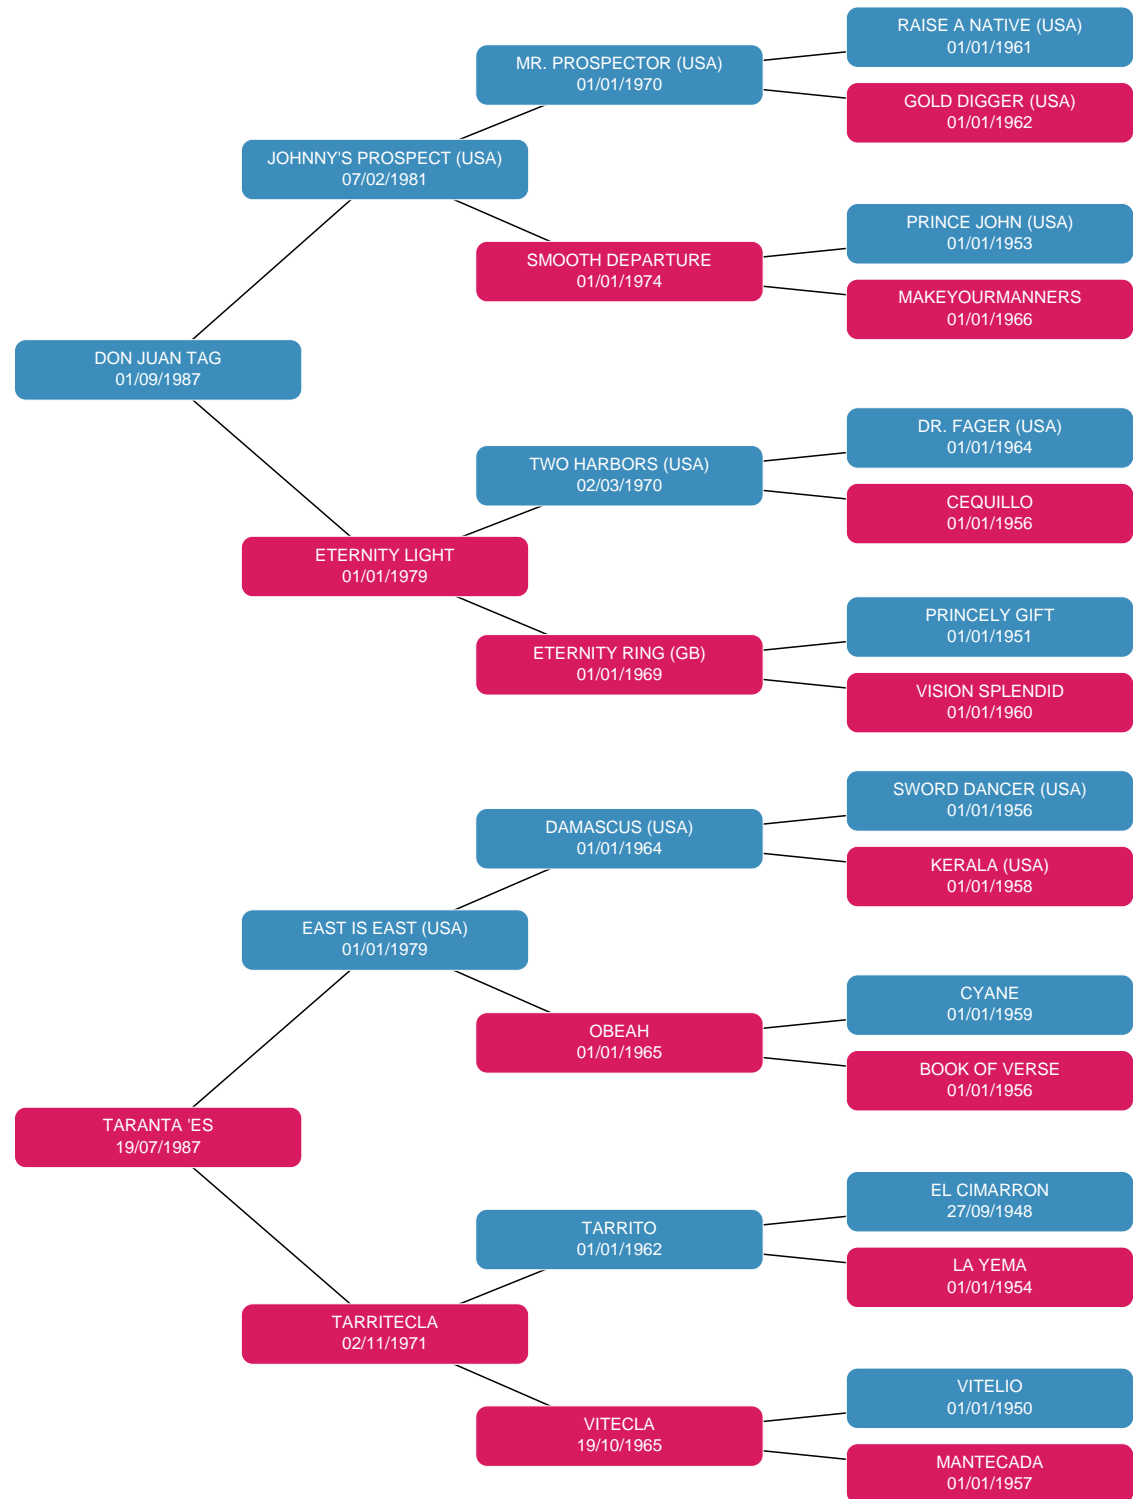 RAISE A NATIVE (USA)
01/01/1961
MR. PROSPECTOR (USA)
01/01/1970
GOLD DIGGER (USA)
01/01/1962
JOHNNY'S PROSPECT (USA)
07/02/1981
PRINCE JOHN (USA)
01/01/1953
SMOOTH DEPARTURE
01/01/1974
MAKEYOURMANNERS
01/01/1966
DON JUAN TAG
01/09/1987
DR. FAGER (USA)
01/01/1964
TWO HARBORS (USA)
02/03/1970
CEQUILLO
01/01/1956
ETERNITY LIGHT
01/01/1979
PRINCELY GIFT
01/01/1951
ETERNITY RING (GB)
01/01/1969
VISION SPLENDID
01/01/1960
SWORD DANCER (USA)
01/01/1956
DAMASCUS (USA)
01/01/1964
KERALA (USA)
01/01/1958
EAST IS EAST (USA)
01/01/1979
CYANE
01/01/1959
OBEAH
01/01/1965
BOOK OF VERSE
01/01/1956
TARANTA 'ES
19/07/1987
EL CIMARRON
27/09/1948
TARRITO
01/01/1962
LA YEMA
01/01/1954
TARRITECLA
02/11/1971
VITELIO
01/01/1950
VITECLA
19/10/1965
MANTECADA
01/01/1957